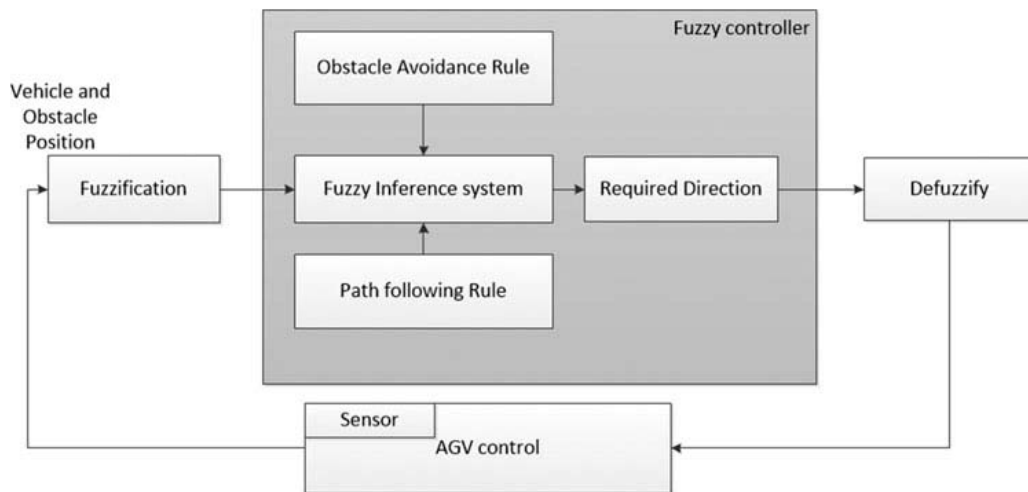 Fuzzy controller
Obstacle Avoidance Rule
Vehicle and
Obstacle
Position
Fuzzification
Fuzzy Inference system
Required Direction
Defuzzify
Path following Rule
Sensor
AGV control